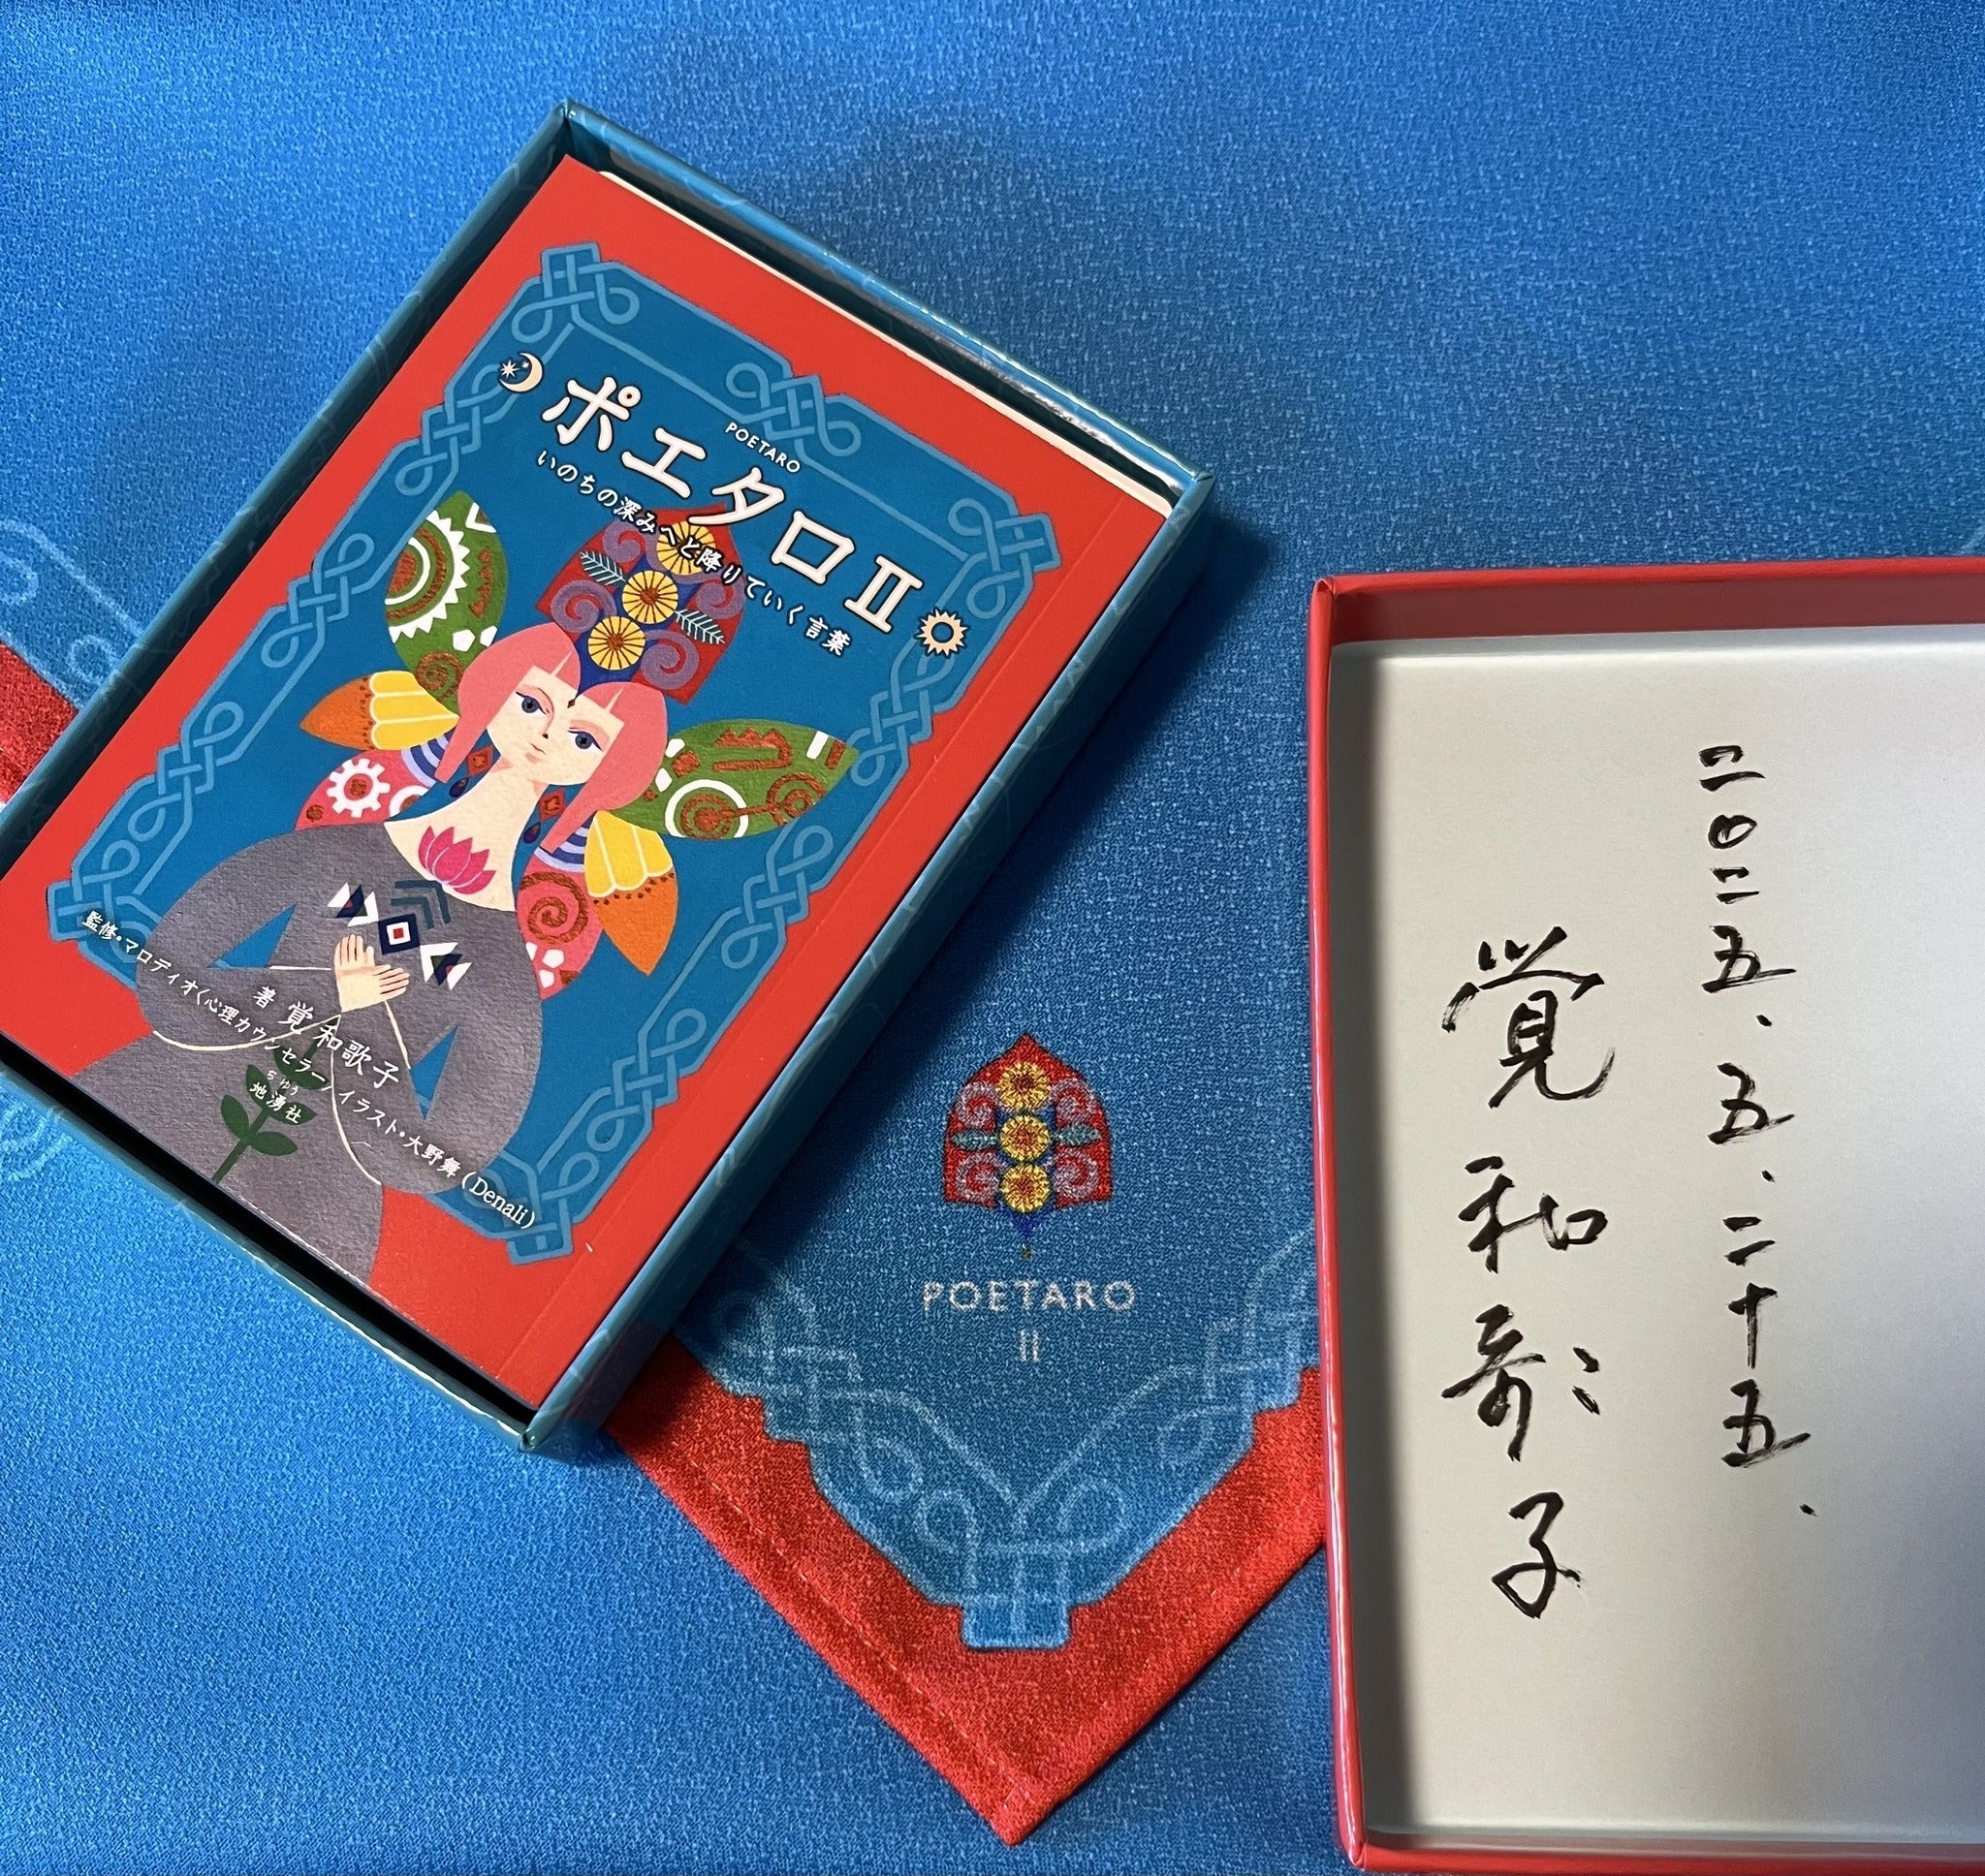 POETARO
ポエタロⅡ
いのちの深みへと降りていく言葉
著 覚 和歌子
監修・マロディオ(心理カウンセラー) イラスト・大野舞(Denali)
ちゆう
地湧社
POETARO
II
二〇二五.五.二十五.
覚和歌子